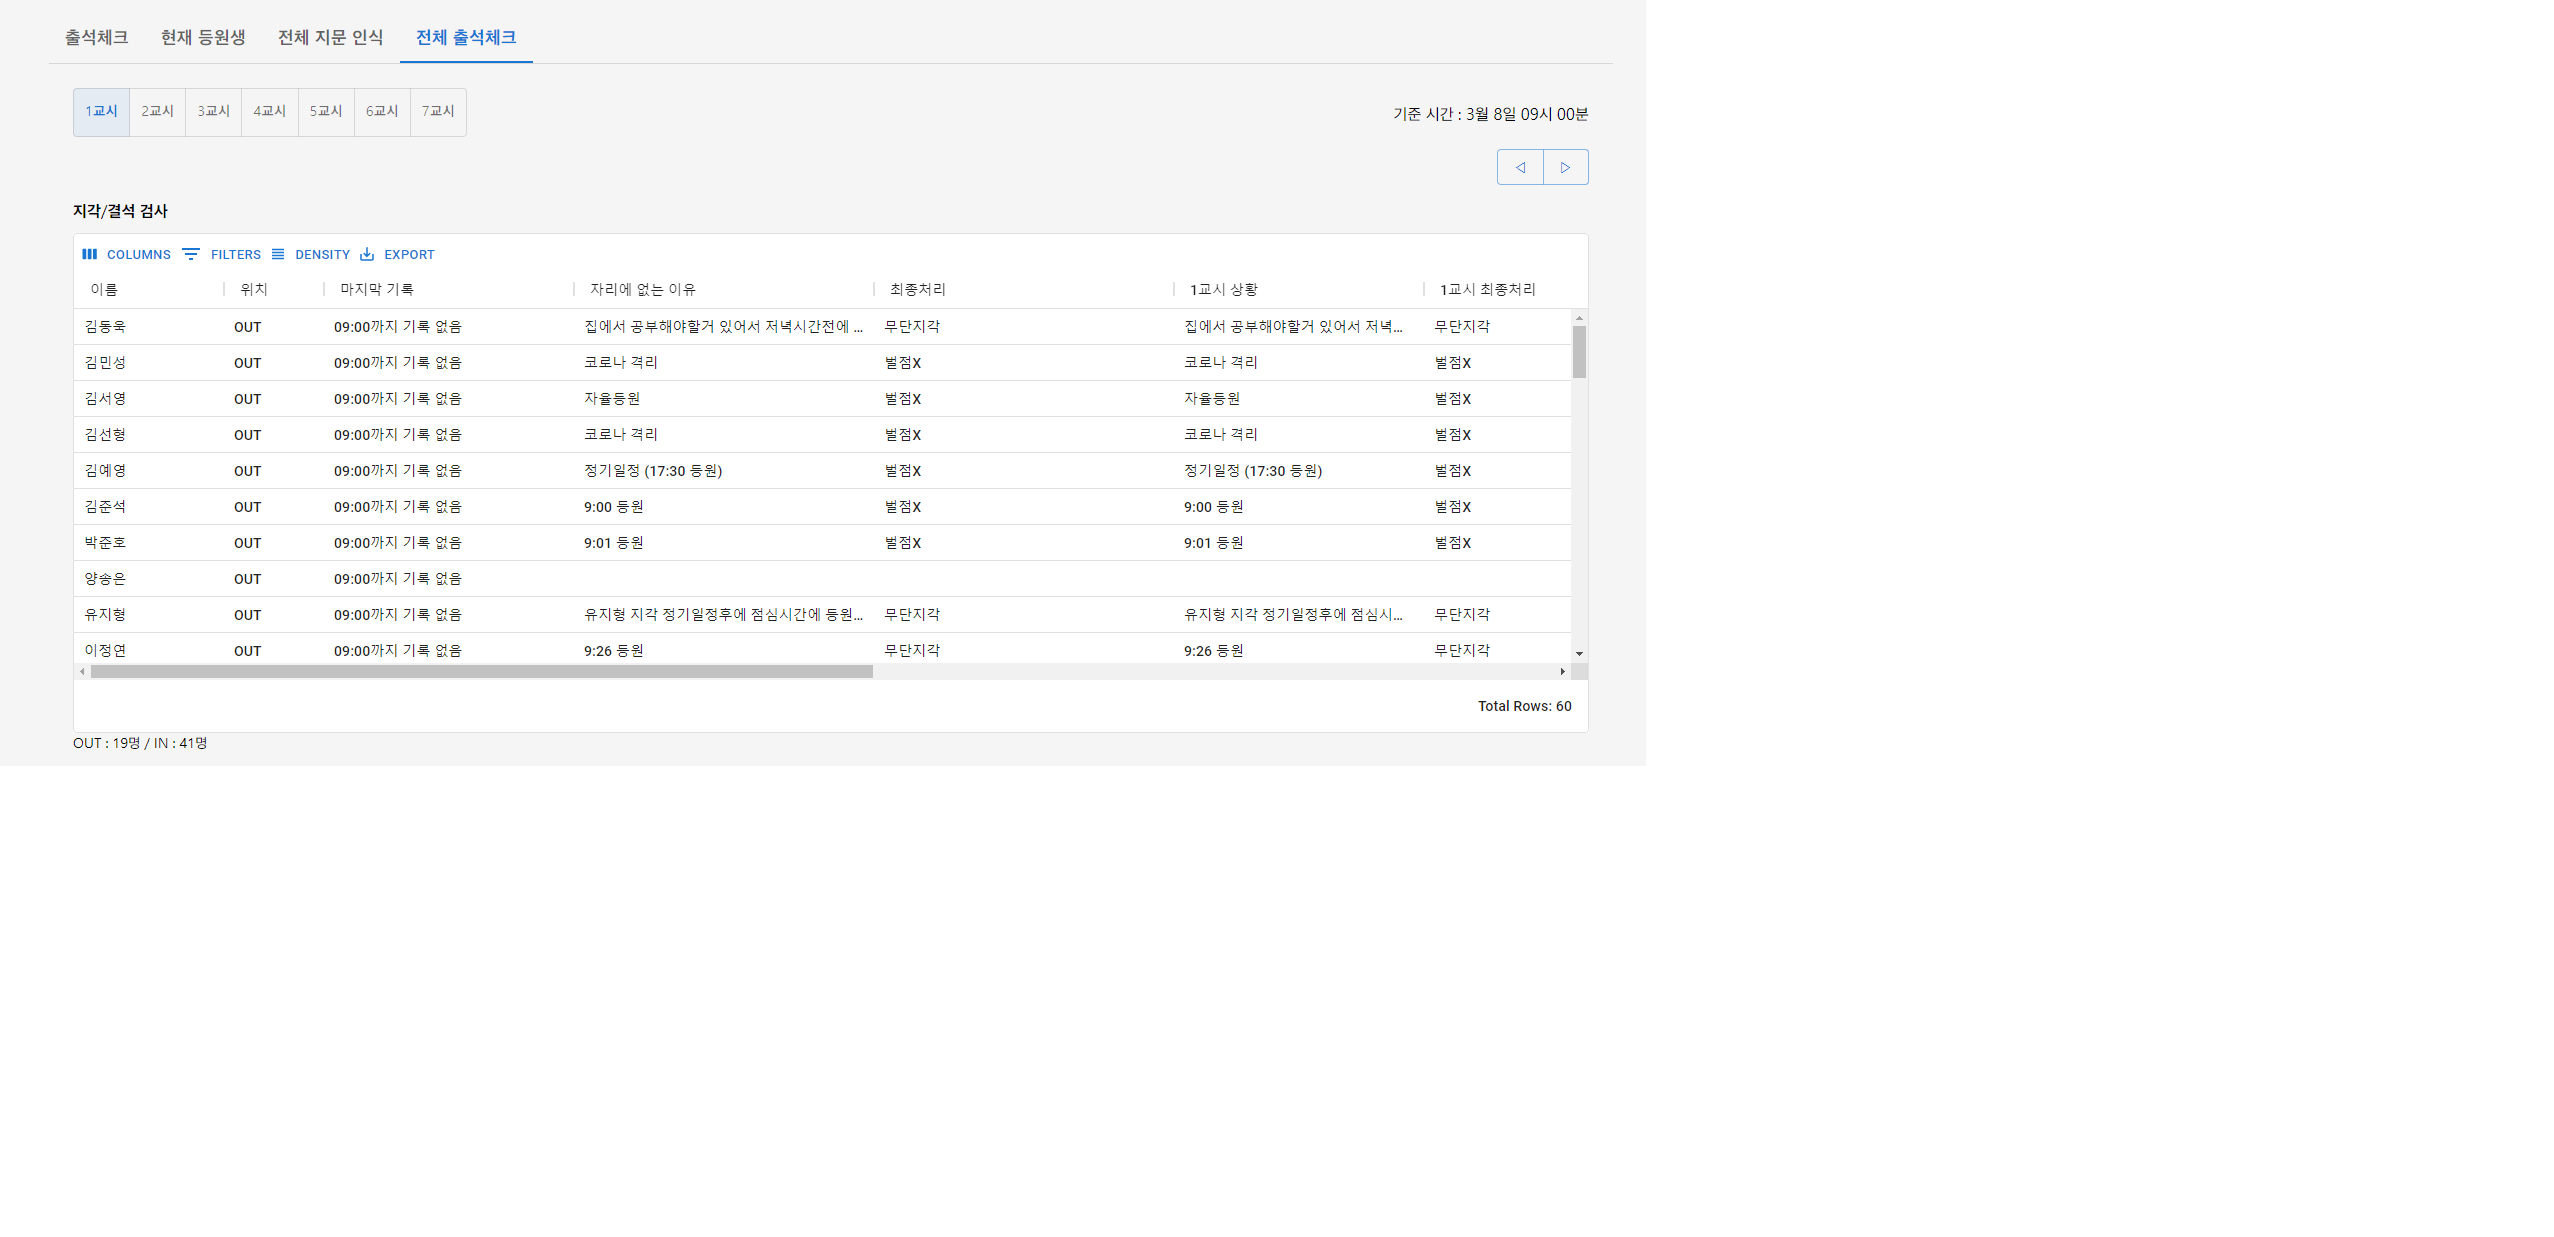 출석체크 현재 등원생 전체 지문 인식 전체 출석체크
1교시 2교시 3교시 4교시 5교시 6교시 7교시
기준 시간 : 3월 8일 09시 00분
지각/결석 검사
COLUMNS FILTERS DENSITY EXPORT
이름 위치 마지막 기록 자리에 없는 이유 최종처리 1교시 상황 1교시 최종처리
김동욱 OUT 09:00까지 기록 없음 집에서 공부해야할거 있어서 저녁시간전에 ... 무단지각 집에서 공부해야할거 있어서 저녁... 무단지각
김민성 OUT 09:00까지 기록 없음 코로나 격리 벌점X 코로나 격리 벌점X
김서영 OUT 09:00까지 기록 없음 자율등원 벌점X 자율등원 벌점X
김선형 OUT 09:00까지 기록 없음 코로나 격리 벌점X 코로나 격리 벌점X
김예영 OUT 09:00까지 기록 없음 정기일정 (17:30 등원) 벌점X 정기일정 (17:30 등원) 벌점X
김준석 OUT 09:00까지 기록 없음 9:00 등원 벌점X 9:00 등원 벌점X
박준호 OUT 09:00까지 기록 없음 9:01 등원 벌점X 9:01 등원 벌점X
양송은 OUT 09:00까지 기록 없음
유지형 OUT 09:00까지 기록 없음 유지형 지각 정기일정후에 점심시간에 등원... 무단지각 유지형 지각 정기일정후에 점심시... 무단지각
이정연 OUT 09:00까지 기록 없음 9:26 등원 무단지각 9:26 등원 무단지각
Total Rows: 60
OUT : 19명 / IN : 41명